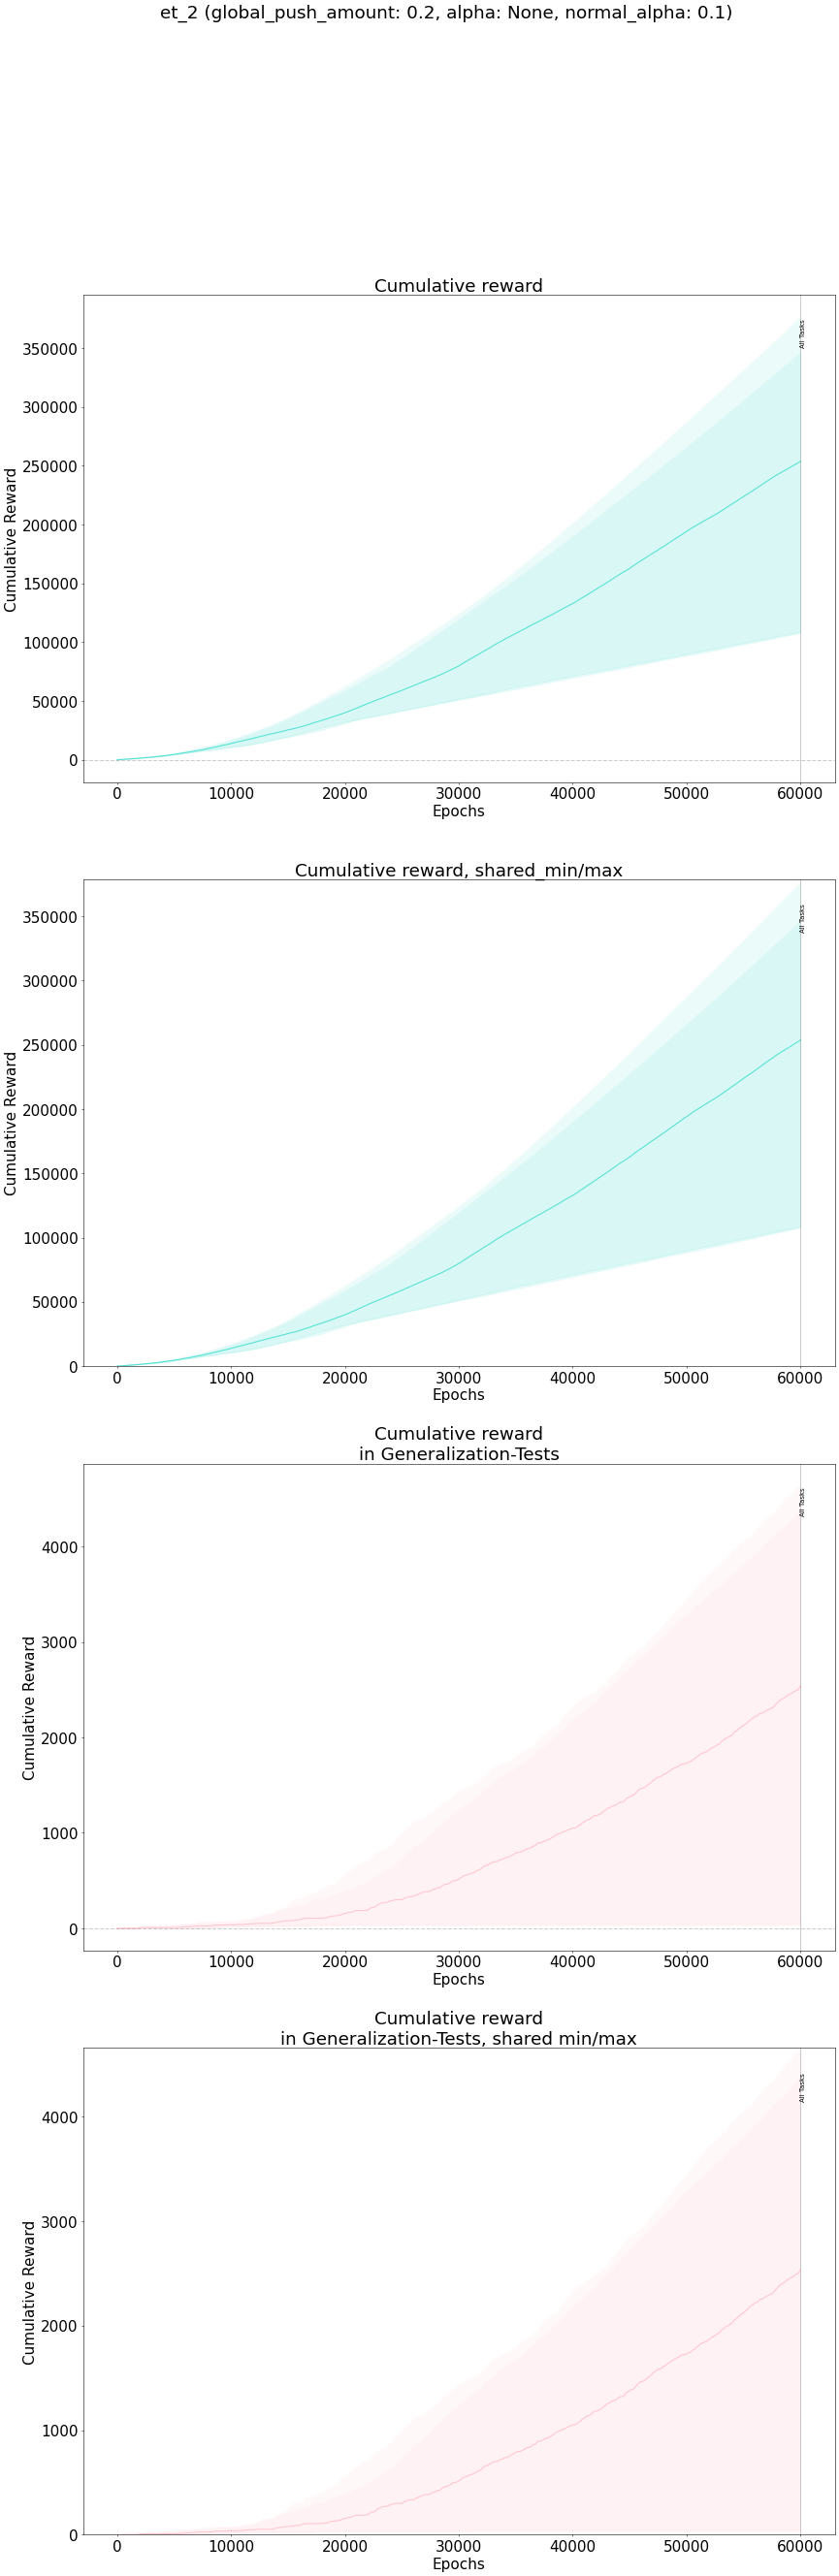 et_2 (global_push_amount: 0.2, alpha: None, normal_alpha: 0.1)
Cumulative reward
350000
300000
250000
200000
150000
100000
50000
0
Cumulative Reward
All Tasks
0 10000 20000 30000 40000 50000 60000
Epochs
Cumulative reward, shared_min/max
350000
300000
250000
200000
150000
100000
50000
0
Cumulative Reward
All Tasks
0 10000 20000 30000 40000 50000 60000
Epochs
Cumulative reward
in Generalization-Tests
4000
3000
2000
1000
0
Cumulative Reward
All Tasks
0 10000 20000 30000 40000 50000 60000
Epochs
Cumulative reward
in Generalization-Tests, shared min/max
4000
3000
2000
1000
0
Cumulative Reward
All Tasks
0 10000 20000 30000 40000 50000 60000
Epochs